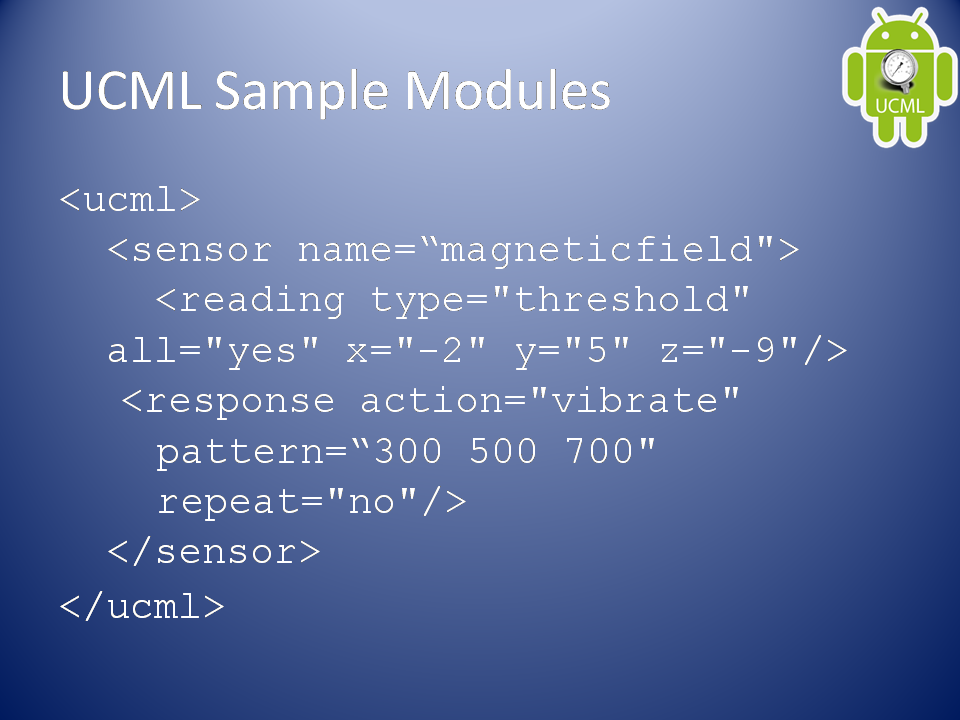 UCML Sample Modules
UCML
<ucml>
<sensor name=“magneticfield">
<reading type="threshold"
all="yes" x="-2" y="5" z="-9"/>
<response action="vibrate"
pattern=“300 500 700"
repeat="no"/>
</sensor>
</ucml>